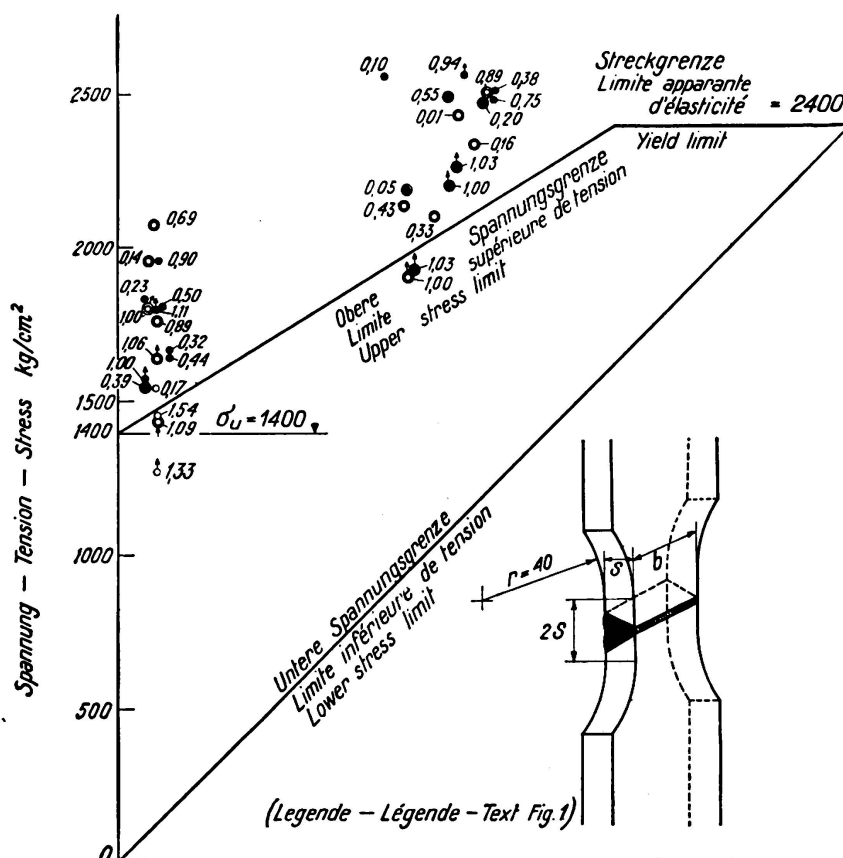 Spannung – Tension – Stress kg/cm²
2500
2000
1500
1400
1000
500
0
0,10
0,94
0,89
0,38
0,55
0,75
0,01
0,20
0,16
1,03
0,05
1,00
0,43
0,33
1,03
1,00
0,69
0,14
0,90
0,23
0,50
1,00
1,11
0,89
1,06
0,32
0,44
1,00
0,39
0,17
1,54
1,09
1,33
σu = 1400
Streckgrenze
Limite apparante
d'élasticité = 2400
Yield limit
Obere Spannungsgrenze
Limite supérieure de tension
Upper stress limit
Untere Spannungsgrenze
Limite inférieure de tension
Lower stress limit
r=40
s
b
2S
(Legende – Légende – Text Fig. 1)